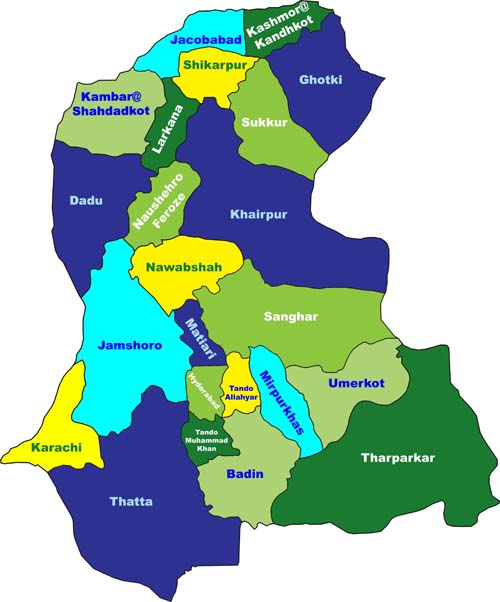 Kashmor@
Kandhkot
Jacobabad
Shikarpur
Ghotki
Kambar@
Shahdadkot
Larkana
Sukkur
Dadu
Naushehro
Feroze
Khairpur
Nawabshah
Sanghar
Matiari
Jamshoro
Hyderabad
Tando
Allahyar
Mirpurkhas
Umerkot
Karachi
Tando
Muhammad
Khan
Tharparkar
Badin
Thatta